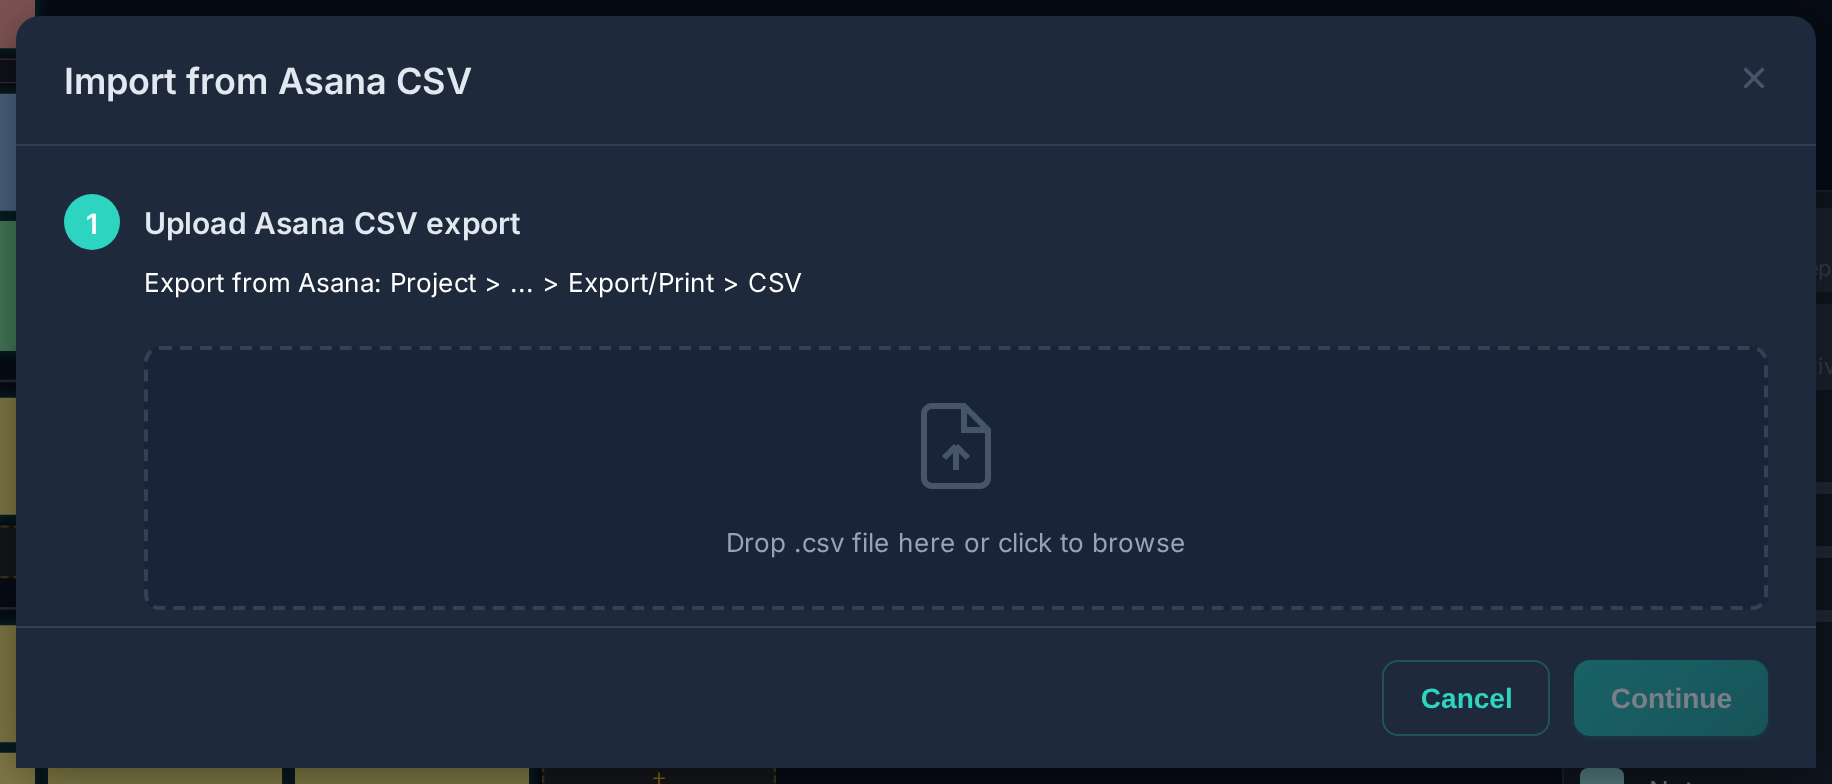 Import from Asana CSV
1
Upload Asana CSV export
Export from Asana: Project > ... > Export/Print > CSV
Drop .csv file here or click to browse
Cancel
Continue
+